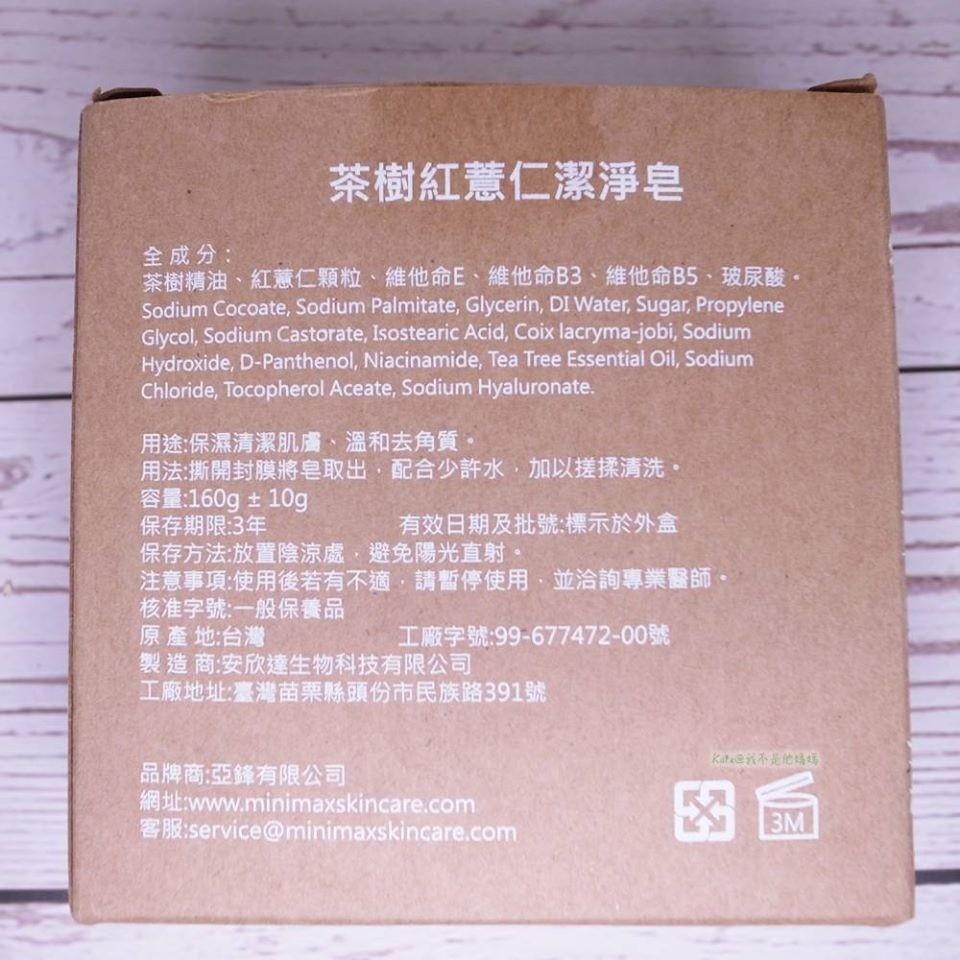 茶樹紅薏仁潔淨皂
全成分：
茶樹精油、紅薏仁顆粒、維他命E、維他命B3、維他命B5、玻尿酸。
Sodium Cocoate, Sodium Palmitate, Glycerin, DI Water, Sugar, Propylene
Glycol, Sodium Castorate, Isostearic Acid, Coix lacryma-jobi, Sodium
Hydroxide, D-Panthenol, Niacinamide, Tea Tree Essential Oil, Sodium
Chloride, Tocopherol Aceate, Sodium Hyaluronate.
用途:保濕清潔肌膚、溫和去角質。
用法:撕開封膜將皂取出，配合少許水，加以搓揉清洗。
容量:160g ± 10g
保存期限:3年 有效日期及批號:標示於外盒
保存方法:放置陰涼處，避免陽光直射。
注意事項:使用後若有不適，請暫停使用，並洽詢專業醫師。
核准字號:一般保養品
原 產 地:台灣 工廠字號:99-677472-00號
製 造 商:安欣達生物科技有限公司
工廠地址:臺灣苗栗縣頭份市民族路391號
Kate@我不是他媽媽
品牌商:亞鋒有限公司
網址:www.minimaxskincare.com
客服:service@minimaxskincare.com
3M